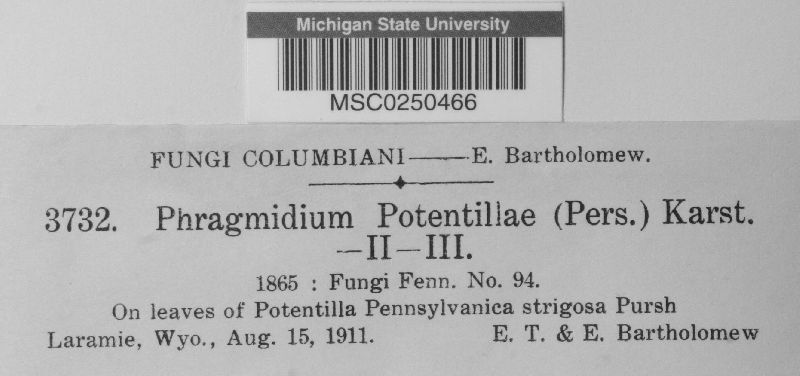 Michigan State University
MSC0250466
FUNGI COLUMBIANI——E. Bartholomew.
3732. Phragmidium Potentillae (Pers.) Karst.
—II—III.
1865 : Fungi Fenn. No. 94.
On leaves of Potentilla Pennsylvanica strigosa Pursh
Laramie, Wyo., Aug. 15, 1911. E. T. & E. Bartholomew